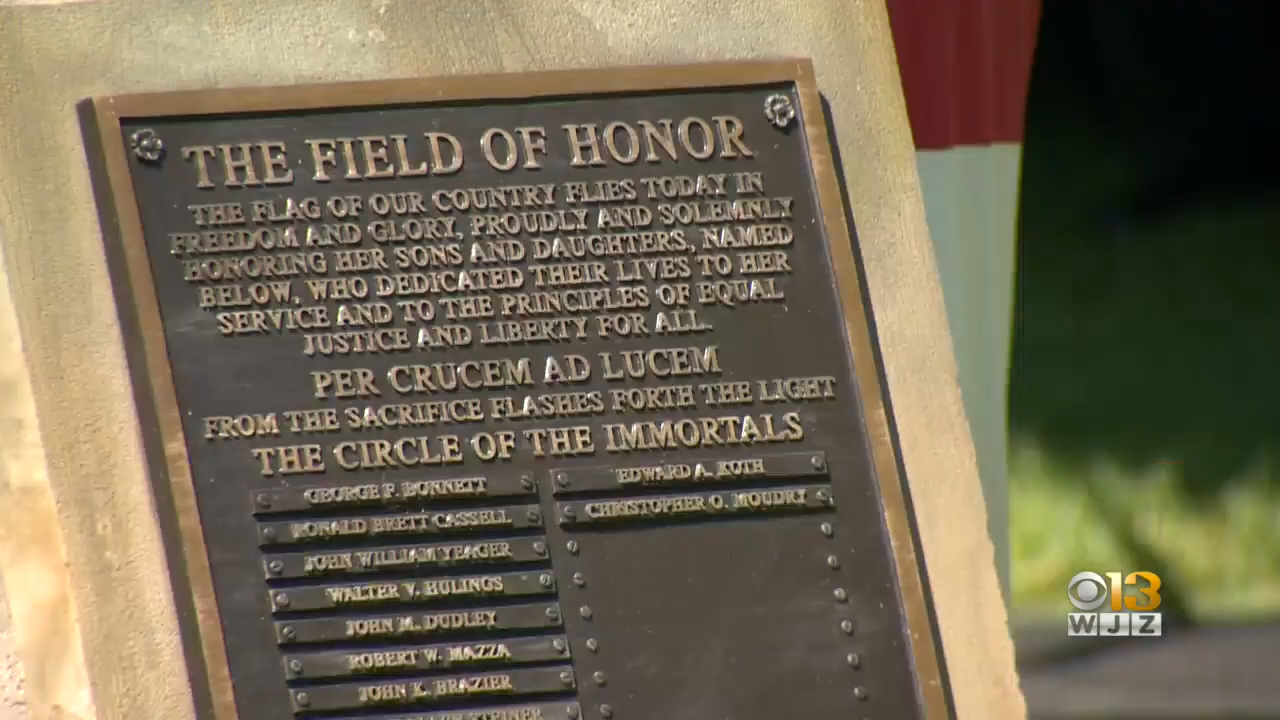 THE FIELD OF HONOR
THE FLAG OF OUR COUNTRY FLIES TODAY IN
FREEDOM AND GLORY, PROUDLY AND SOLEMNLY
HONORING HER SONS AND DAUGHTERS, NAMED
BELOW, WHO DEDICATED THEIR LIVES TO HER
SERVICE AND TO THE PRINCIPLES OF EQUAL
JUSTICE AND LIBERTY FOR ALL.
PER CRUCEM AD LUCEM
FROM THE SACRIFICE FLASHES FORTH THE LIGHT
THE CIRCLE OF THE IMMORTALS
GEORGE F. BONNETT
RONALD BRETT CASSELL
JOHN WILLIAM YEAGER
WALTER V. HULINGS
JOHN M. DUDLEY
ROBERT W. MAZZA
JOHN K. BRAZIER
STEINER
EDWARD A. KOTH
CHRISTOPHER O. MOUDRY
13
WJZ